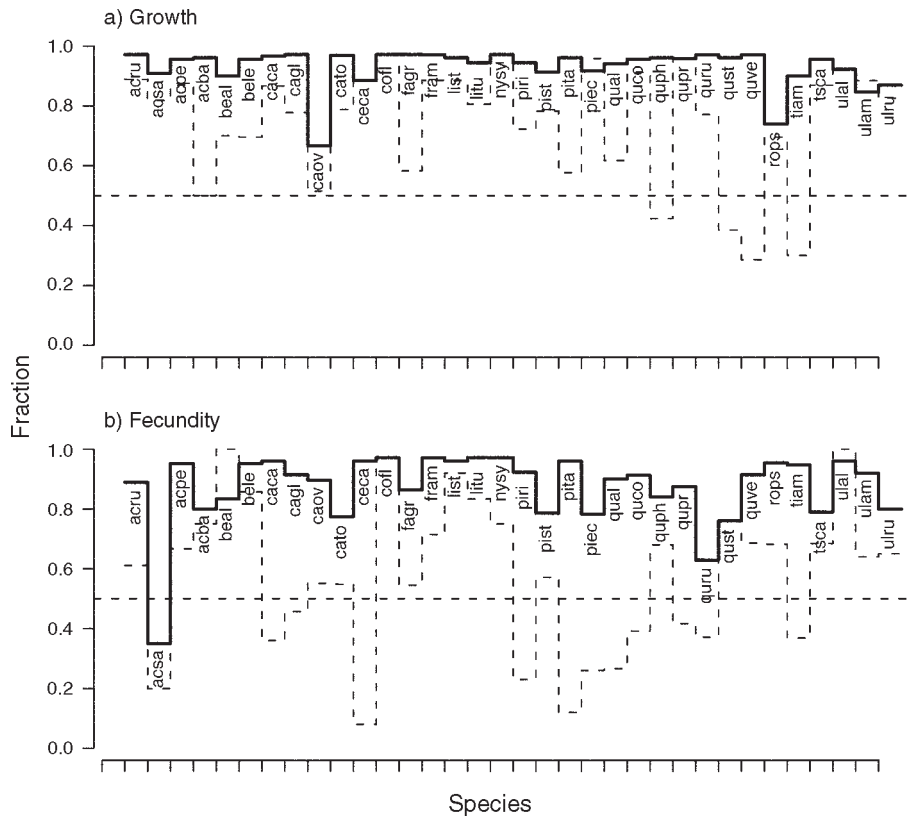 a) Growth
1.0
0.8
0.6
0.4
0.2
0.0
acru acsa acpe acba beal bele caca cagl caov cato ceca cofl fagr fram list litu nysy piri pist pita piec qual quco quph qupr quru qust quve rops tiam tsca ulal ulam ulru
Fraction
b) Fecundity
1.0
0.8
0.6
0.4
0.2
0.0
acru acsa acpe acba beal bele caca cagl caov cato ceca cofl fagr fram list litu nysy piri pist pita piec qual quco quph qupr quru qust quve rops tiam tsca ulal ulam ulru
Species